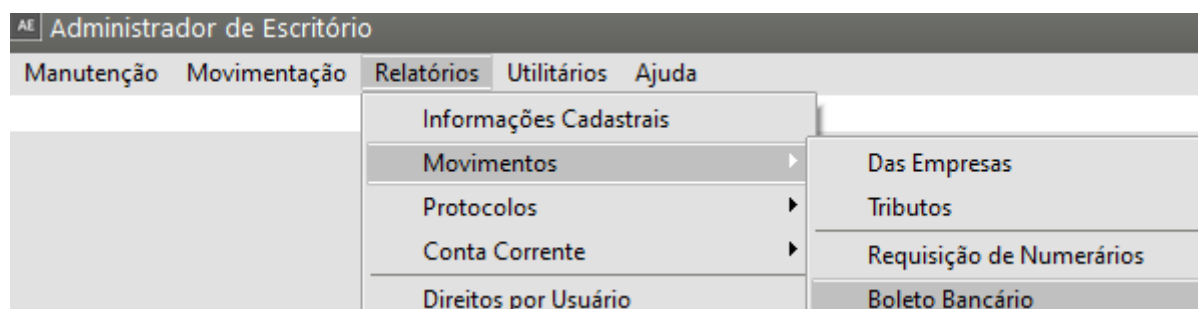 AE Administrador de Escritório
Manutenção Movimentação Relatórios Utilitários Ajuda
Informações Cadastrais
Movimentos
Protocolos
Conta Corrente
Direitos por Usuário
Das Empresas
Tributos
Requisição de Numerários
Boleto Bancário